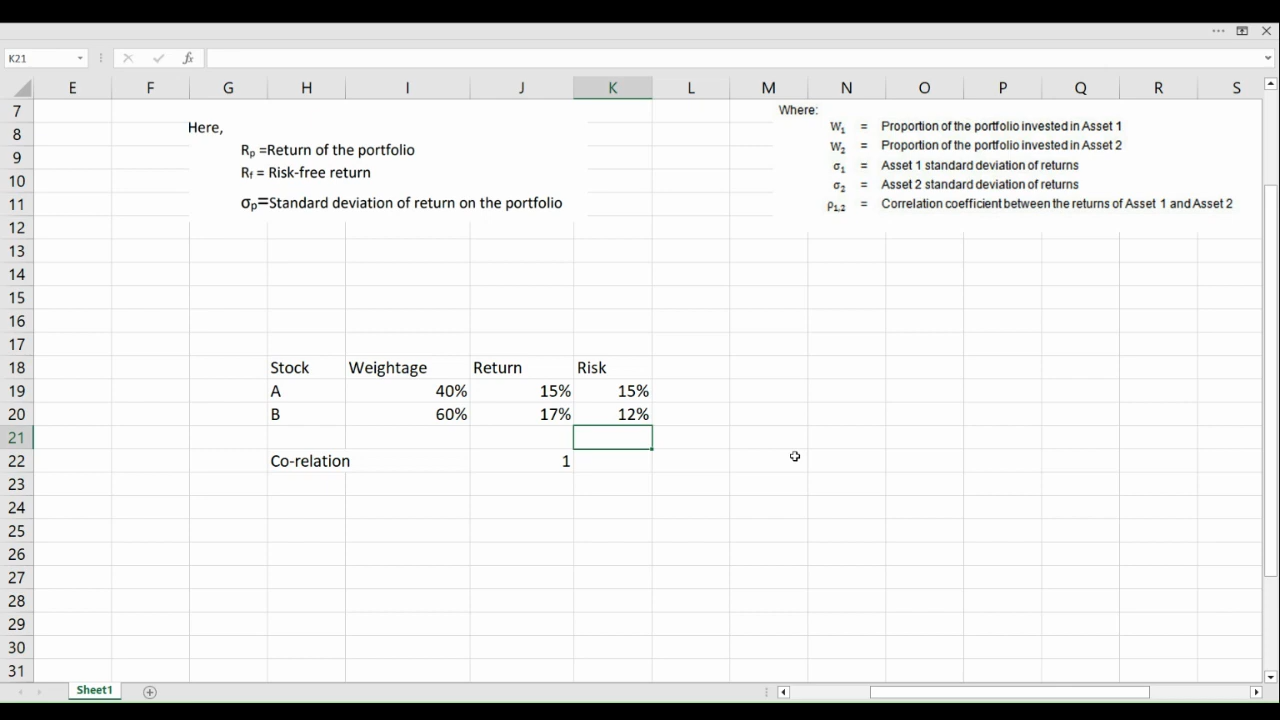 K21
fx
E F G H I J K L M N O P Q R S
7 Where:
8 Here, W₁ = Proportion of the portfolio invested in Asset 1
9 Rₚ =Return of the portfolio W₂ = Proportion of the portfolio invested in Asset 2
10 Rf = Risk-free return σ₁ = Asset 1 standard deviation of returns
σ₂ = Asset 2 standard deviation of returns
11 σₚ=Standard deviation of return on the portfolio ρ₁,₂ = Correlation coefficient between the returns of Asset 1 and Asset 2
12
13
14
15
16
17
18 Stock Weightage Return Risk
19 A 40% 15% 15%
20 B 60% 17% 12%
21
22 Co-relation 1
23
24
25
26
27
28
29
30
31
Sheet1